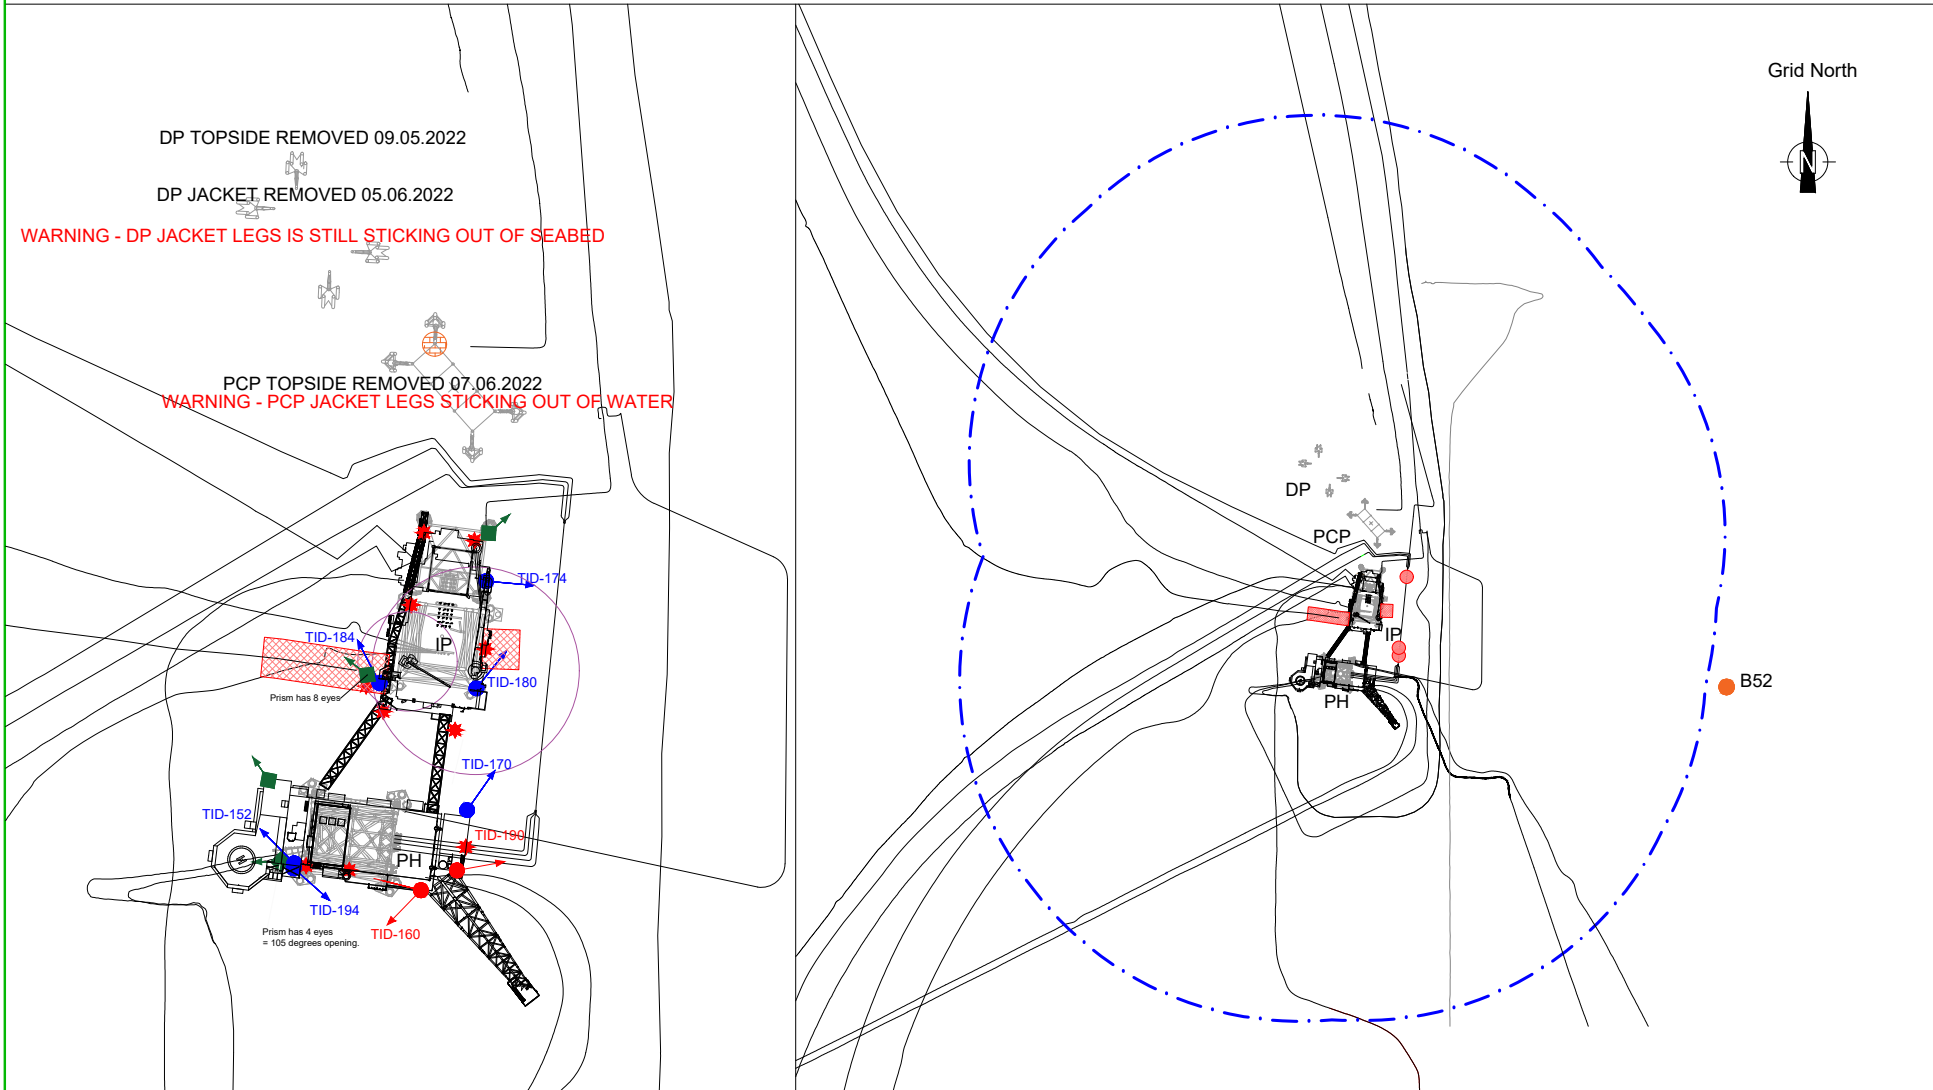 DP TOPSIDE REMOVED 09.05.2022
DP JACKET REMOVED 05.06.2022
WARNING - DP JACKET LEGS IS STILL STICKING OUT OF SEABED
PCP TOPSIDE REMOVED 07.06.2022
WARNING - PCP JACKET LEGS STICKING OUT OF WATER
TID-174
TID-184
IP
TID-180
Prism has 8 eyes
TID-170
TID-152
TID-190
PH
TID-194
TID-160
Prism has 4 eyes
= 105 degrees opening.
Grid North
N
DP
PCP
IP
PH
B52